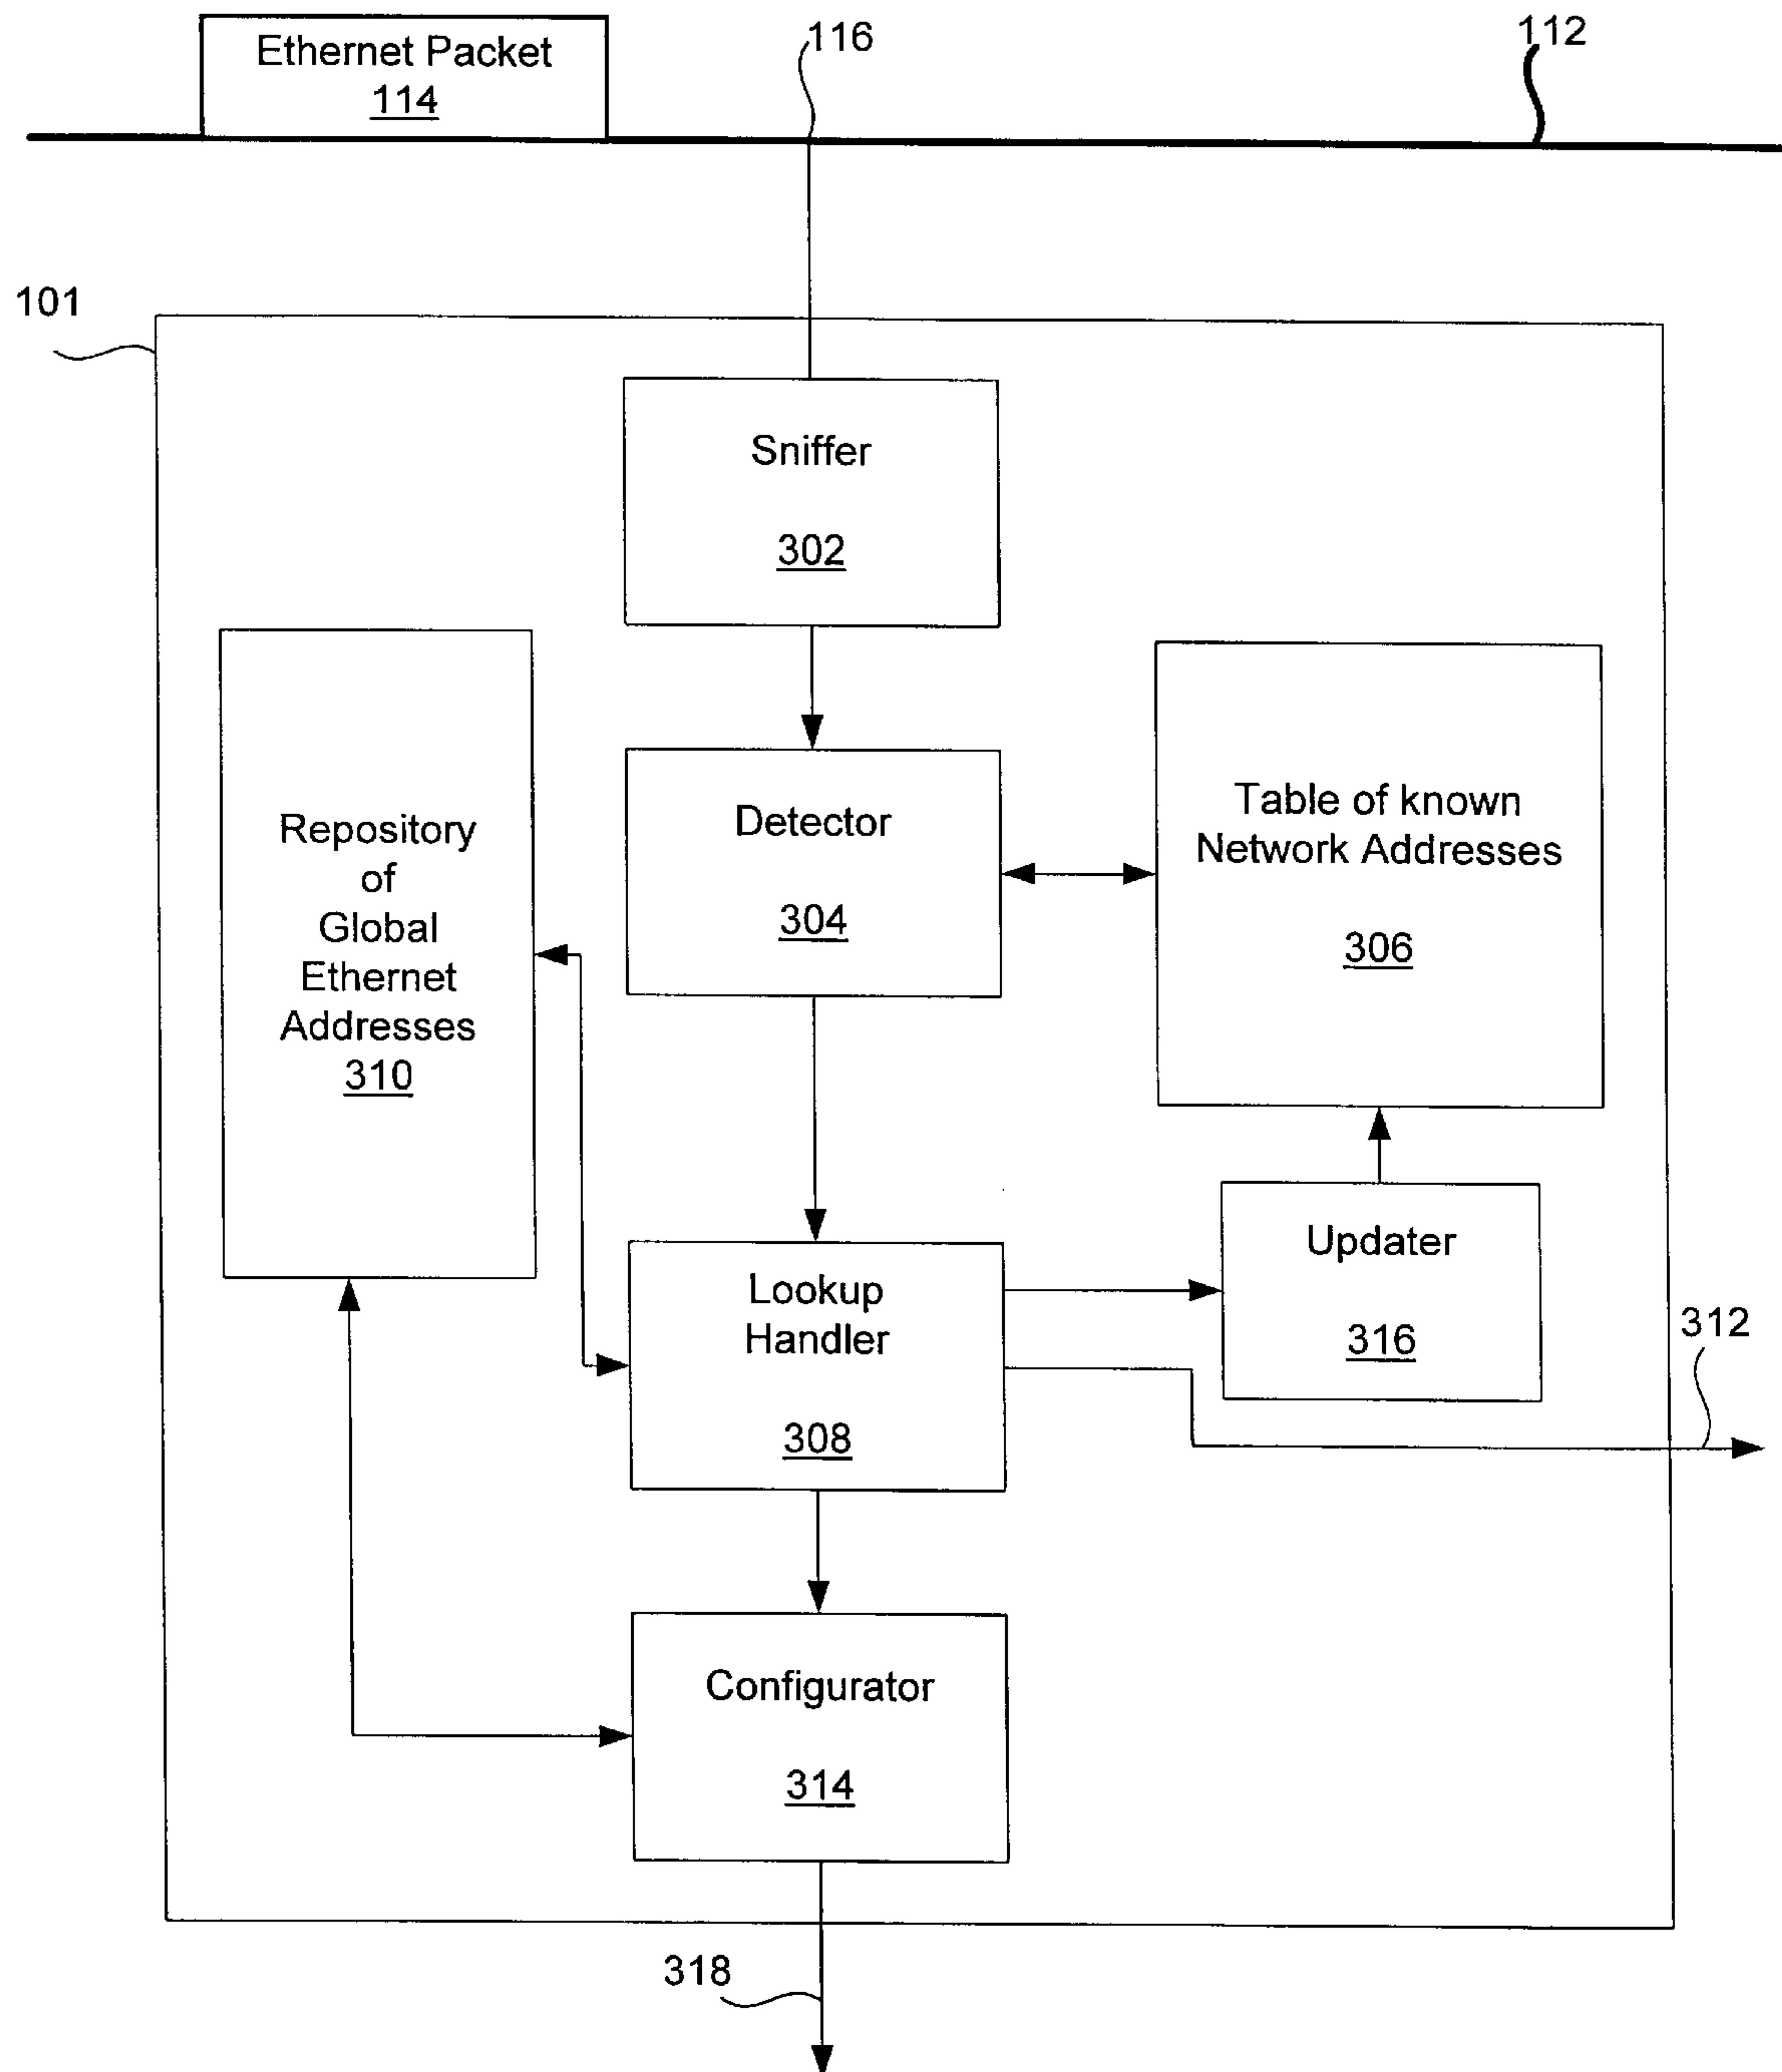 Ethernet Packet
114
116
112
101
Sniffer
302
Repository
of
Global
Ethernet
Addresses
310
Detector
304
Table of known
Network Addresses
306
Lookup
Handler
308
Updater
316
312
Configurator
314
318